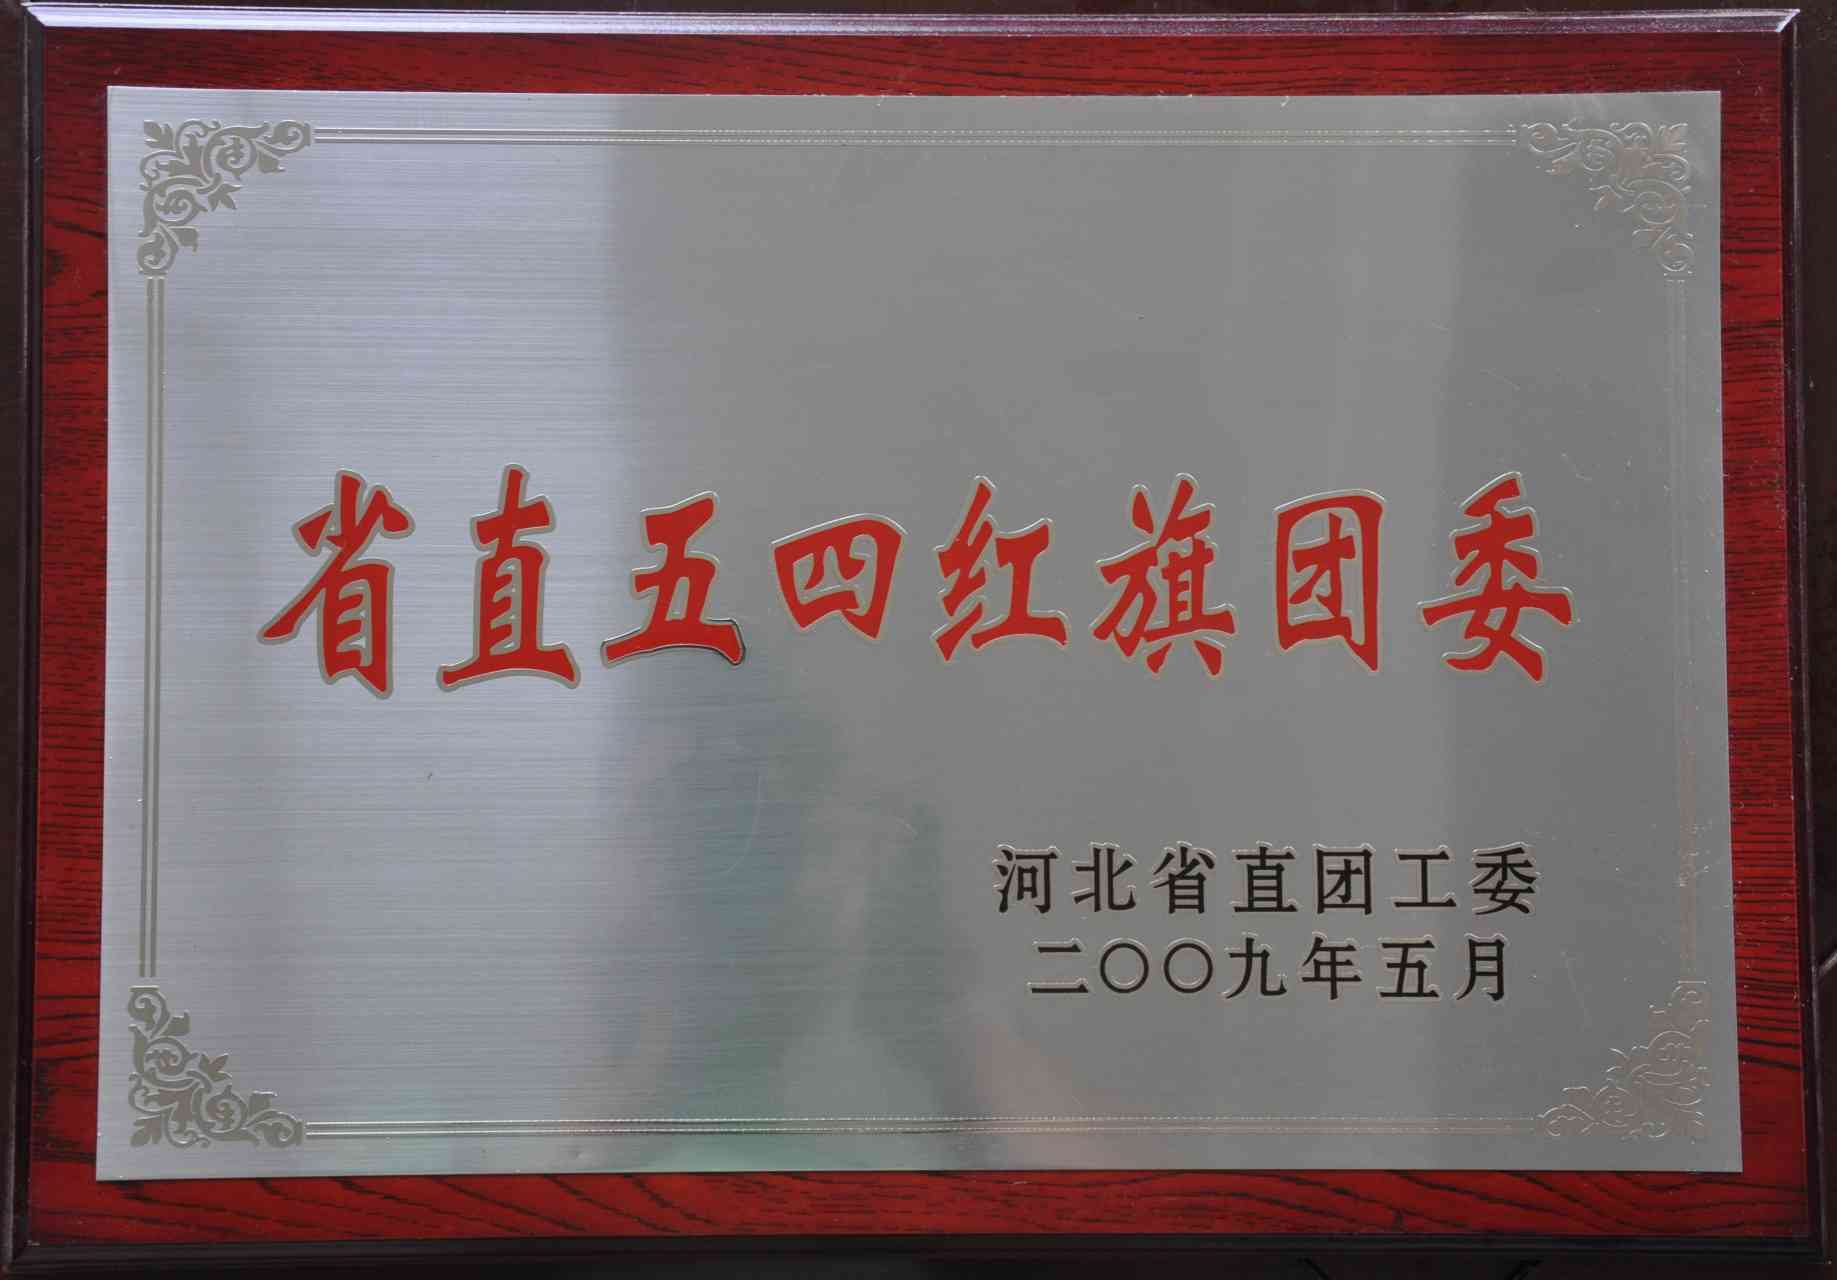 省直五四红旗团委
河北省直团工委
二〇〇九年五月